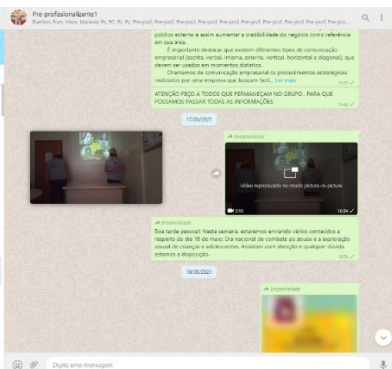 Pre-profissionalizante1
público externo e assim aumentar a credibilidade do negócio como referência
em sua área.
É importante destacar que existem diferentes tipos de comunicação
empresarial (escrita, verbal, interna, externa, vertical, horizontal e diagonal), que
devem ser usados em momentos distintos.
Chamamos de comunicação empresarial os procedimentos estratégicos
realizados por uma empresa que buscam facil...
ATENÇÃO PEÇO A TODOS QUE PERMANEÇAM NO GRUPO . PARA QUE
POSSAMOS PASSAR TODAS AS INFORMAÇÕES
17/05/2021
Encaminhada
Vídeo reproduzido no modo picture-in-picture
Encaminhada
Boa tarde pessoal! Nesta semana, estaremos enviando vários conteúdos a
respeito do dia 18 de maio: Dia nacional de combate ao abuso e a exploração
sexual de crianças e adolescentes. Assistam com atenção e qualquer dúvida
estamos a disposição.
18/05/2021
Encaminhada
Digite uma mensagem